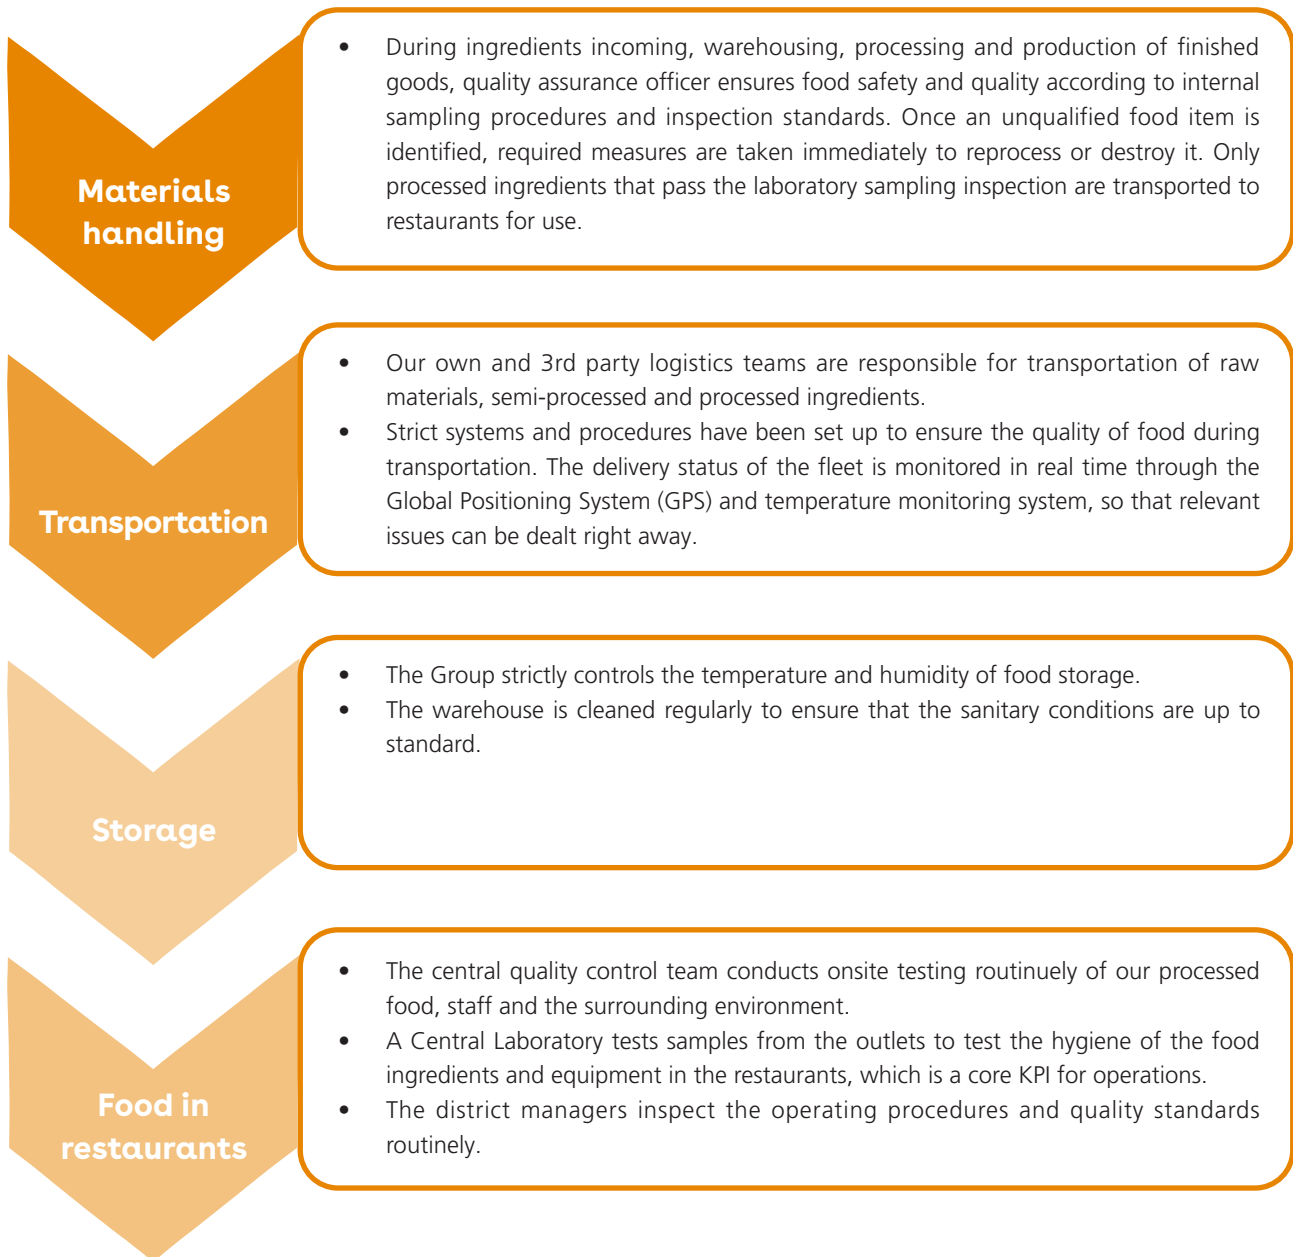 Materials
handling
• During ingredients incoming, warehousing, processing and production of finished
goods, quality assurance officer ensures food safety and quality according to internal
sampling procedures and inspection standards. Once an unqualified food item is
identified, required measures are taken immediately to reprocess or destroy it. Only
processed ingredients that pass the laboratory sampling inspection are transported to
restaurants for use.
Transportation
• Our own and 3rd party logistics teams are responsible for transportation of raw
materials, semi-processed and processed ingredients.
• Strict systems and procedures have been set up to ensure the quality of food during
transportation. The delivery status of the fleet is monitored in real time through the
Global Positioning System (GPS) and temperature monitoring system, so that relevant
issues can be dealt right away.
Storage
• The Group strictly controls the temperature and humidity of food storage.
• The warehouse is cleaned regularly to ensure that the sanitary conditions are up to
standard.
Food in
restaurants
• The central quality control team conducts onsite testing routinuely of our processed
food, staff and the surrounding environment.
• A Central Laboratory tests samples from the outlets to test the hygiene of the food
ingredients and equipment in the restaurants, which is a core KPI for operations.
• The district managers inspect the operating procedures and quality standards
routinely.